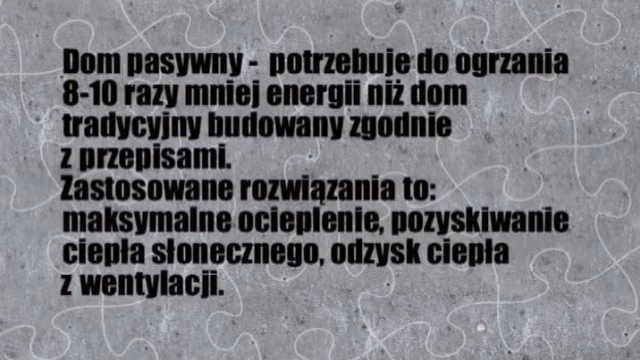 Dom pasywny - potrzebuje do ogrzania
8-10 razy mniej energii niż dom
tradycyjny budowany zgodnie
z przepisami.
Zastosowane rozwiązania to:
maksymalne ocieplenie, pozyskiwanie
ciepła słonecznego, odzysk ciepła
z wentylacji.